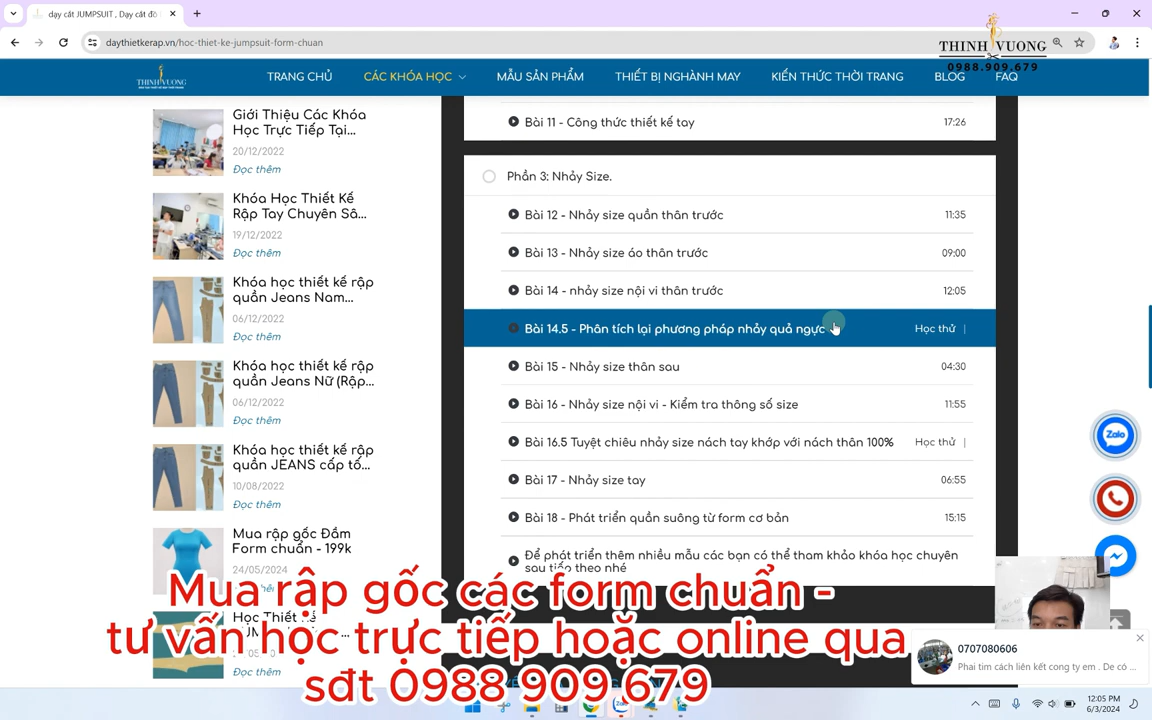 dạy cắt JUMPSUIT , Dạy cắt đồ
daythietkerap.vn/hoc-thiet-ke-jumpsuit-form-chuan
THINH VUONG
0988.909.679
THINH VUONG
TRANG CHỦ
CÁC KHÓA HỌC
MẪU SẢN PHẨM
THIẾT BỊ NGHÀNH MAY
KIẾN THỨC THỜI TRANG
BLOG
FAQ
Giới Thiệu Các Khóa
Học Trực Tiếp Tại...
20/12/2022
Đọc thêm
Khóa Học Thiết Kế
Rập Tay Chuyên Sâ...
19/12/2022
Đọc thêm
Khóa học thiết kế rập
quần Jeans Nam...
06/12/2022
Đọc thêm
Khóa học thiết kế rập
quần Jeans Nữ (Rập...
06/12/2022
Đọc thêm
Khóa học thiết kế rập
quần JEANS cấp tố...
10/08/2022
Đọc thêm
Mua rập gốc Đầm
Form chuẩn - 199k
24/05/2024
Học Thiết kế
Đọc thêm
Bài 11 - Công thức thiết kế tay 17:26
Phần 3: Nhảy Size.
Bài 12 - Nhảy size quần thân trước 11:35
Bài 13 - Nhảy size áo thân trước 09:00
Bài 14 - nhảy size nội vi thân trước 12:05
Bài 14.5 - Phân tích lại phương pháp nhảy quả ngực Học thử |
Bài 15 - Nhảy size thân sau 04:30
Bài 16 - Nhảy size nội vi - Kiểm tra thông số size 11:55
Bài 16.5 Tuyệt chiêu nhảy size nách tay khớp với nách thân 100% Học thử |
Bài 17 - Nhảy size tay 06:55
Bài 18 - Phát triển quần suông từ form cơ bản 15:15
Để phát triển thêm nhiều mẫu các bạn có thể tham khảo khóa học chuyên
sau tiếp theo nhé
Mua rập gốc các form chuẩn -
tư vấn học trực tiếp hoặc online qua
sđt 0988 909 679
Zalo
0707080606
Phai tim cách liên kết cong ty em . De có ...
12:05 PM
6/3/2024